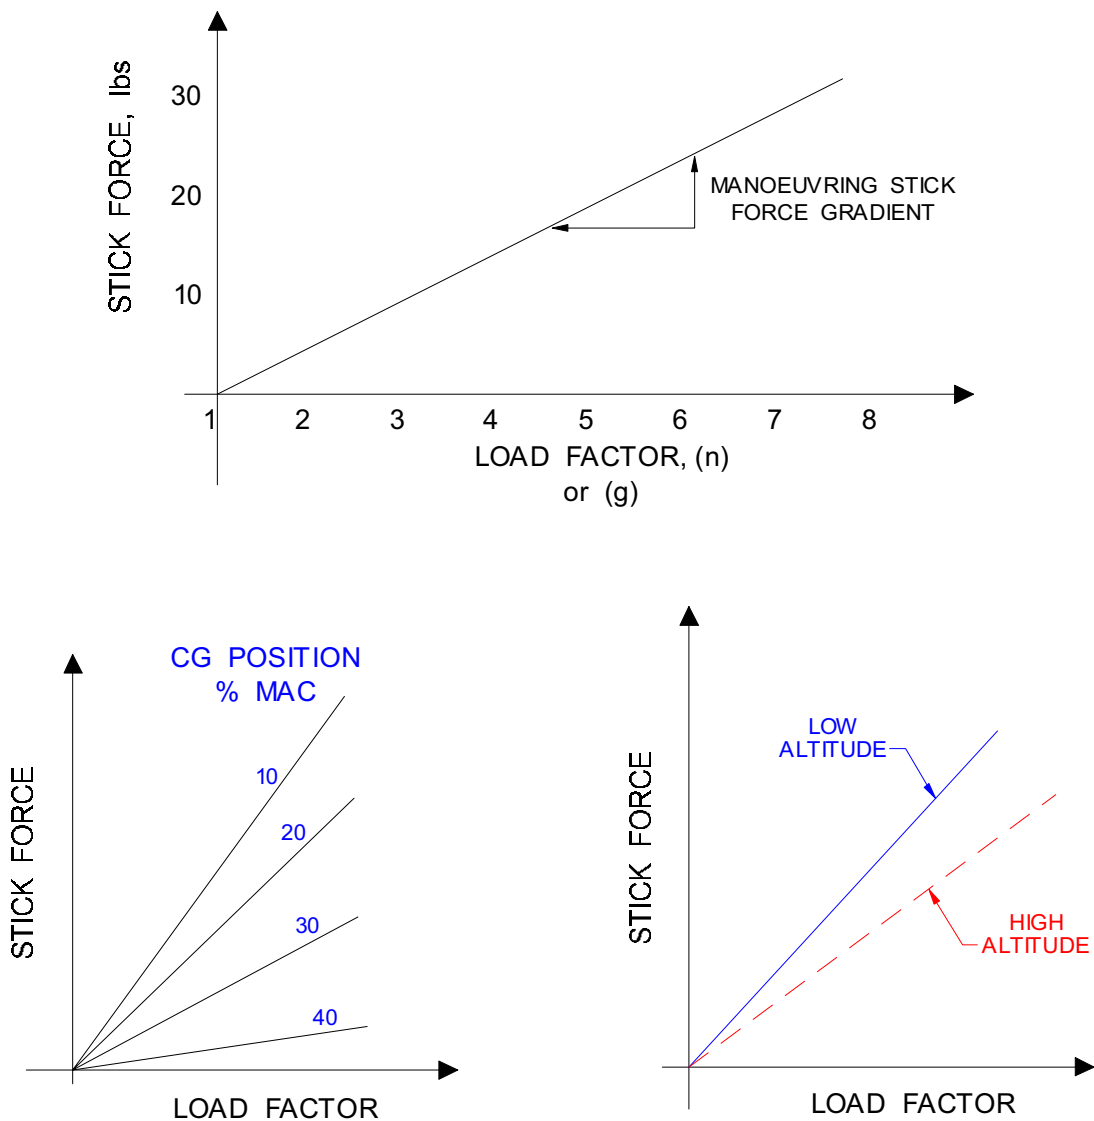 STICK FORCE, lbs
30
20
10
MANOEUVRING STICK
FORCE GRADIENT
1 2 3 4 5 6 7 8
LOAD FACTOR, (n)
or (g)
CG POSITION
% MAC
10
20
30
40
STICK FORCE
LOAD FACTOR
LOW
ALTITUDE
HIGH
ALTITUDE
STICK FORCE
LOAD FACTOR